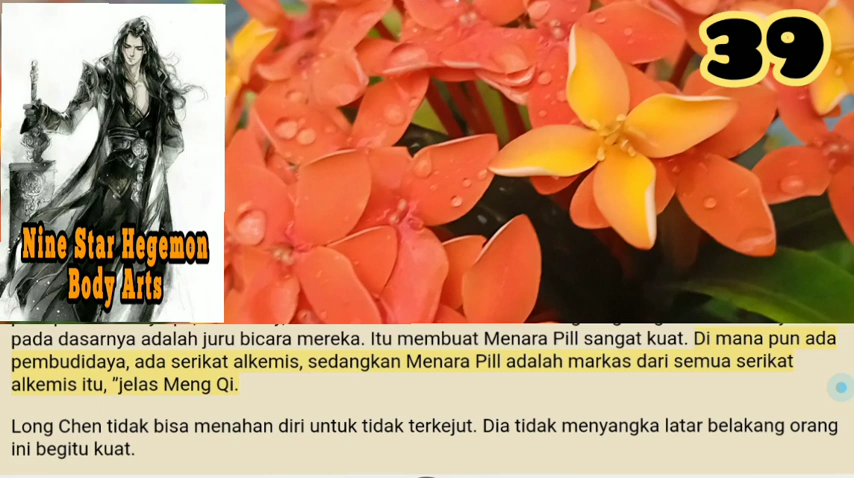 39
Nine Star Hegemon
Body Arts
pada dasarnya adalah juru bicara mereka. Itu membuat Menara Pill sangat kuat. Di mana pun ada
pembudidaya, ada serikat alkemis, sedangkan Menara Pill adalah markas dari semua serikat
alkemis itu, ”jelas Meng Qi.
Long Chen tidak bisa menahan diri untuk tidak terkejut. Dia tidak menyangka latar belakang orang
ini begitu kuat.